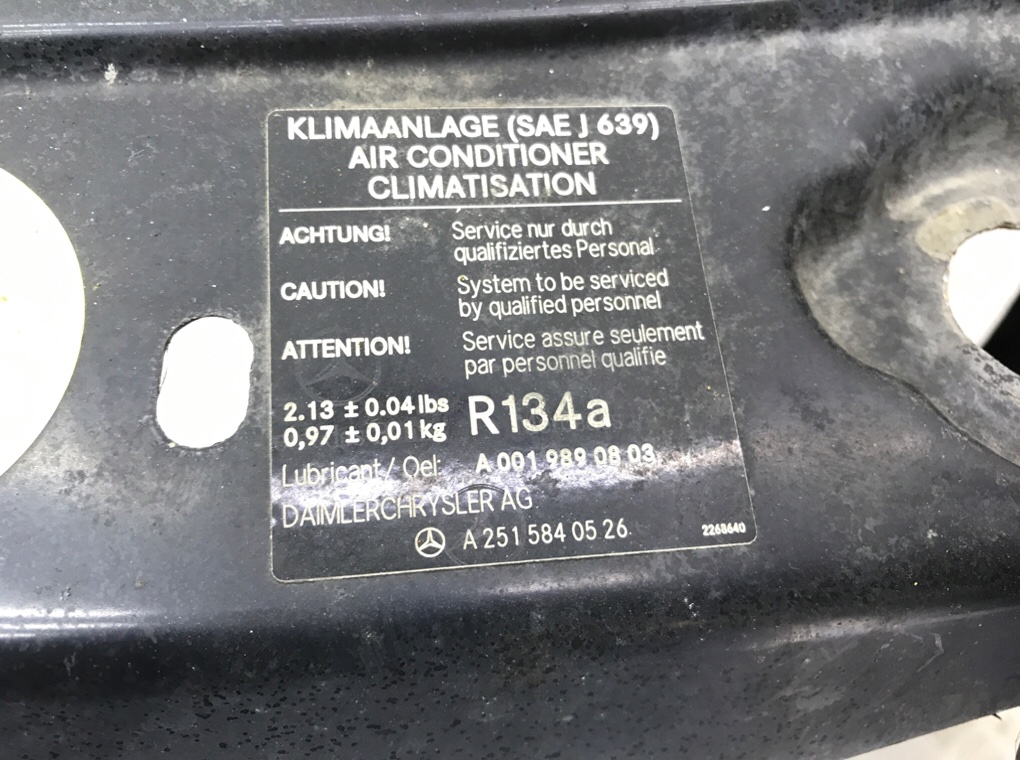 KLIMAANLAGE (SAE J 639)
AIR CONDITIONER
CLIMATISATION
ACHTUNG! Service nur durch
qualifiziertes Personal
CAUTION! System to be serviced
by qualified personnel
ATTENTION! Service assure seulement
par personnel qualifie
2.13 ± 0.04 lbs R134a
0,97 ± 0,01 kg
Lubricant / Oel: A 001 989 08 03
DAIMLERCHRYSLER AG
A 251 584 05 26 2268640